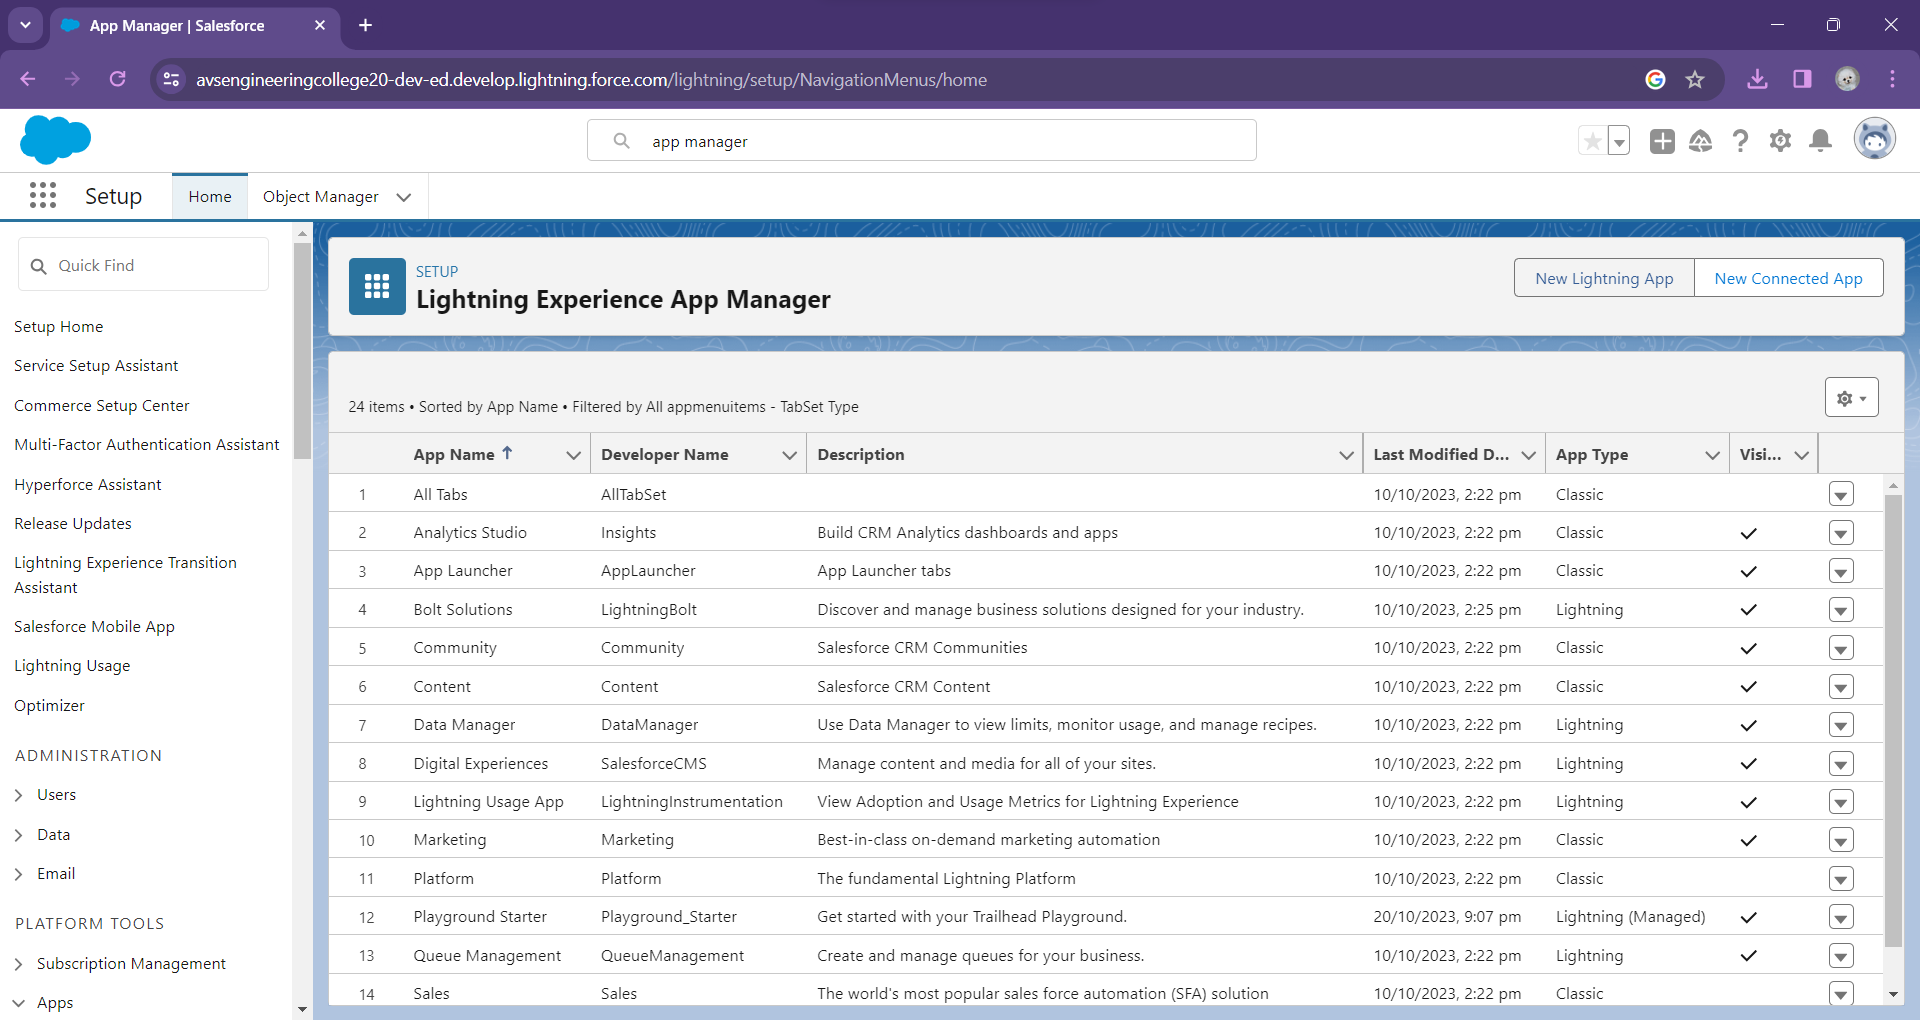 App Manager | Salesforce
avsengineeringcollege20-dev-ed.develop.lightning.force.com/lightning/setup/NavigationMenus/home
app manager
Setup Home Object Manager
Quick Find
Setup Home
Service Setup Assistant
Commerce Setup Center
Multi-Factor Authentication Assistant
Hyperforce Assistant
Release Updates
Lightning Experience Transition
Assistant
Salesforce Mobile App
Lightning Usage
Optimizer
ADMINISTRATION
Users
Data
Email
PLATFORM TOOLS
Subscription Management
Apps
SETUP
Lightning Experience App Manager
New Lightning App New Connected App
24 items • Sorted by App Name • Filtered by All appmenuitems - TabSet Type
App Name Developer Name Description Last Modified D... App Type Visi...
1 All Tabs AllTabSet 10/10/2023, 2:22 pm Classic
2 Analytics Studio Insights Build CRM Analytics dashboards and apps 10/10/2023, 2:22 pm Classic
3 App Launcher AppLauncher App Launcher tabs 10/10/2023, 2:22 pm Classic
4 Bolt Solutions LightningBolt Discover and manage business solutions designed for your industry. 10/10/2023, 2:25 pm Lightning
5 Community Community Salesforce CRM Communities 10/10/2023, 2:22 pm Classic
6 Content Content Salesforce CRM Content 10/10/2023, 2:22 pm Classic
7 Data Manager DataManager Use Data Manager to view limits, monitor usage, and manage recipes. 10/10/2023, 2:22 pm Lightning
8 Digital Experiences SalesforceCMS Manage content and media for all of your sites. 10/10/2023, 2:22 pm Lightning
9 Lightning Usage App LightningInstrumentation View Adoption and Usage Metrics for Lightning Experience 10/10/2023, 2:22 pm Lightning
10 Marketing Marketing Best-in-class on-demand marketing automation 10/10/2023, 2:22 pm Classic
11 Platform Platform The fundamental Lightning Platform 10/10/2023, 2:22 pm Classic
12 Playground Starter Playground_Starter Get started with your Trailhead Playground. 20/10/2023, 9:07 pm Lightning (Managed)
13 Queue Management QueueManagement Create and manage queues for your business. 10/10/2023, 2:22 pm Lightning
14 Sales Sales The world's most popular sales force automation (SFA) solution 10/10/2023, 2:22 pm Classic